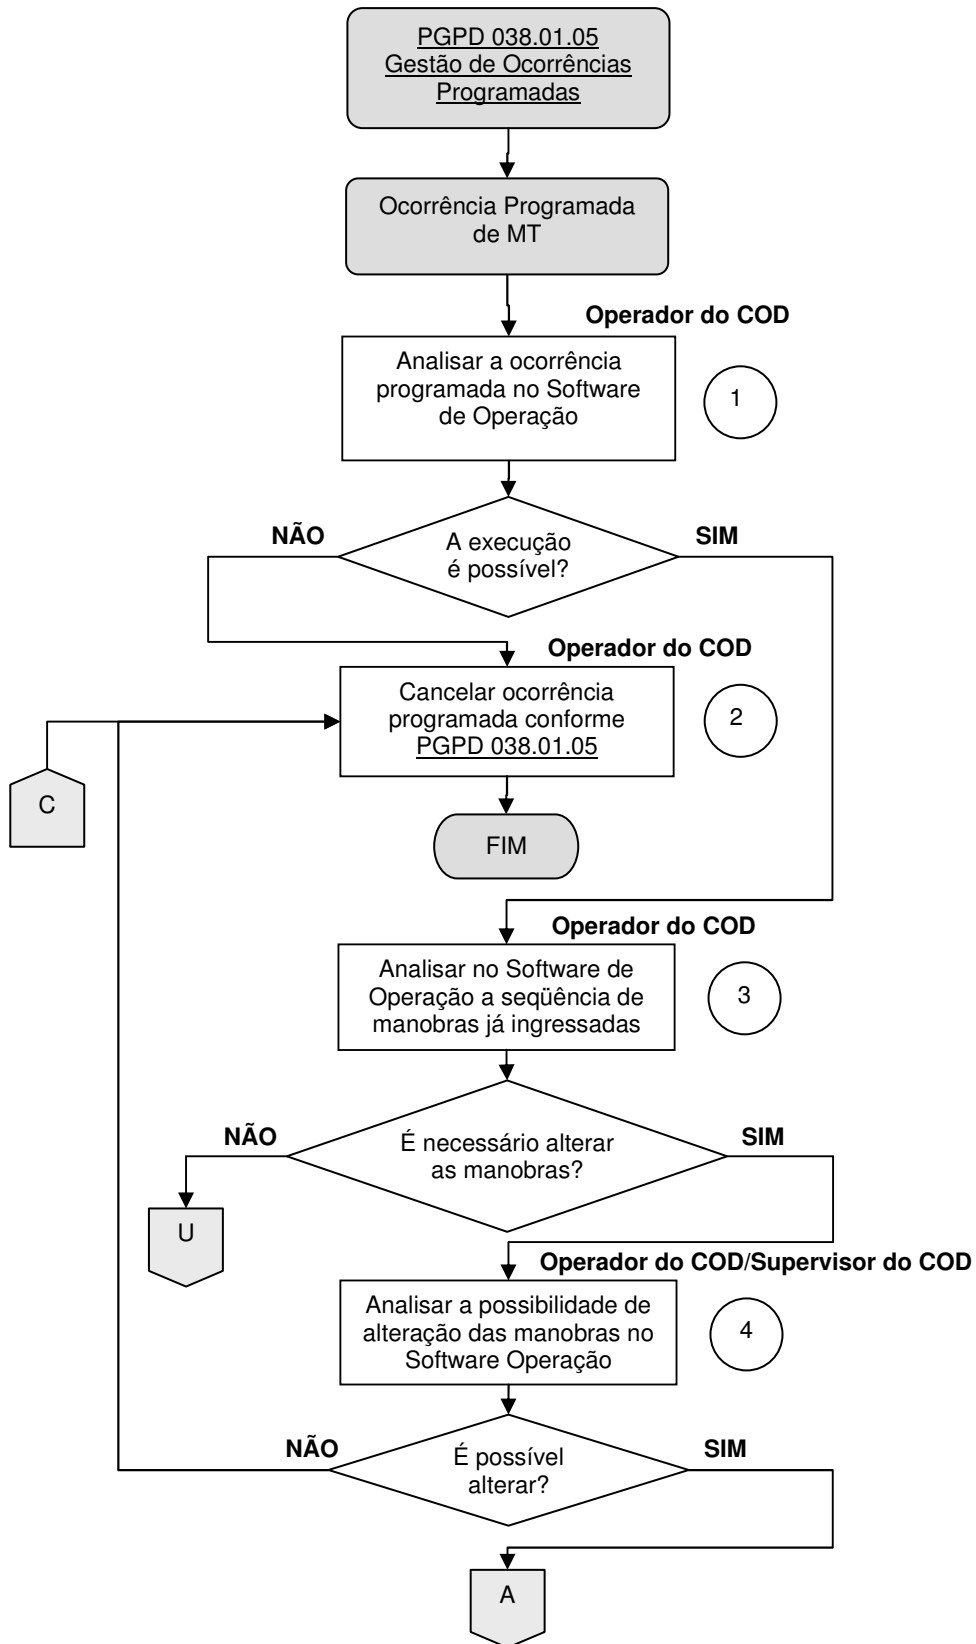 PGPD 038.01.05
Gestão de Ocorrências
Programadas
Ocorrência Programada
de MT
Operador do COD
Analisar a ocorrência
programada no Software
de Operação
1
NÃO
SIM
A execução
é possível?
Operador do COD
Cancelar ocorrência
programada conforme
PGPD 038.01.05
2
C
FIM
Operador do COD
Analisar no Software de
Operação a seqüência de
manobras já ingressadas
3
NÃO
SIM
É necessário alterar
as manobras?
U
Operador do COD/Supervisor do COD
Analisar a possibilidade de
alteração das manobras no
Software Operação
4
NÃO
SIM
É possível
alterar?
A